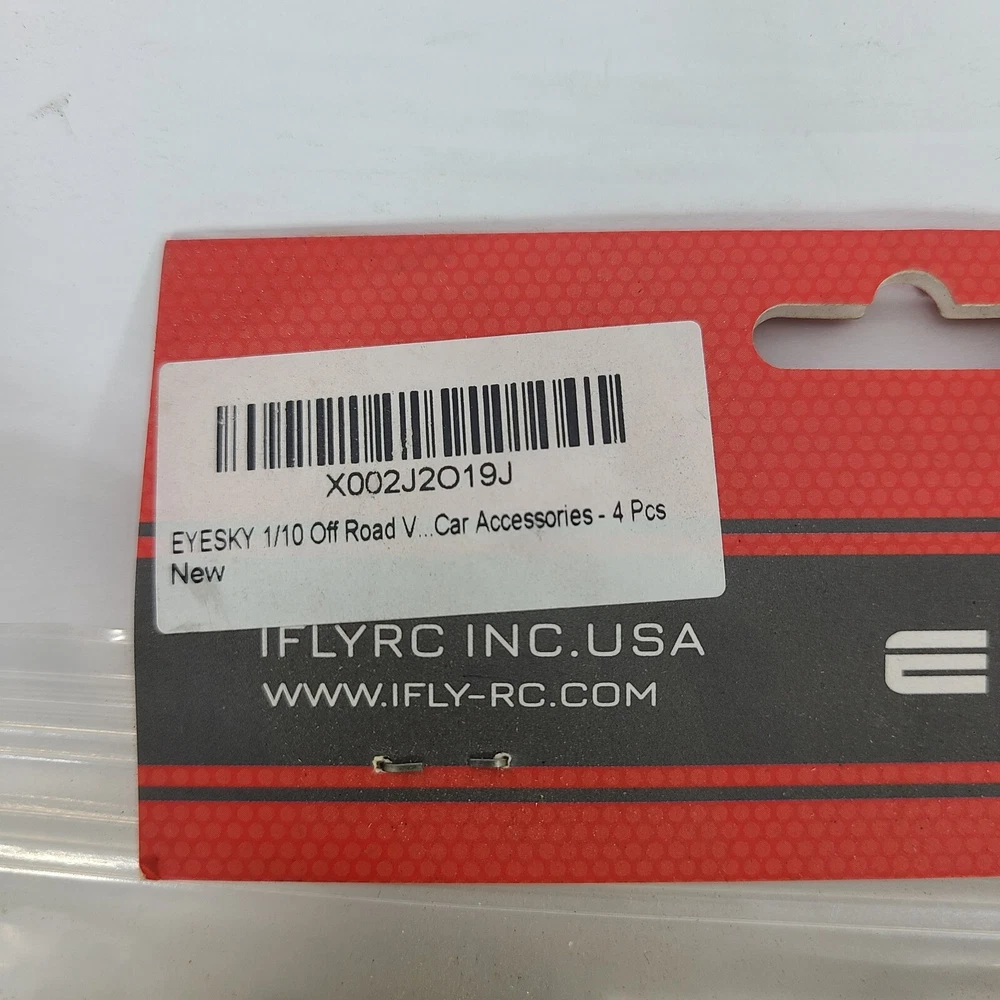 X002J2O19J
EYESKY 1/10 Off Road V...Car Accessories - 4 Pcs
New
IFLYRC INC.USA
WWW.IFLY-RC.COM
E